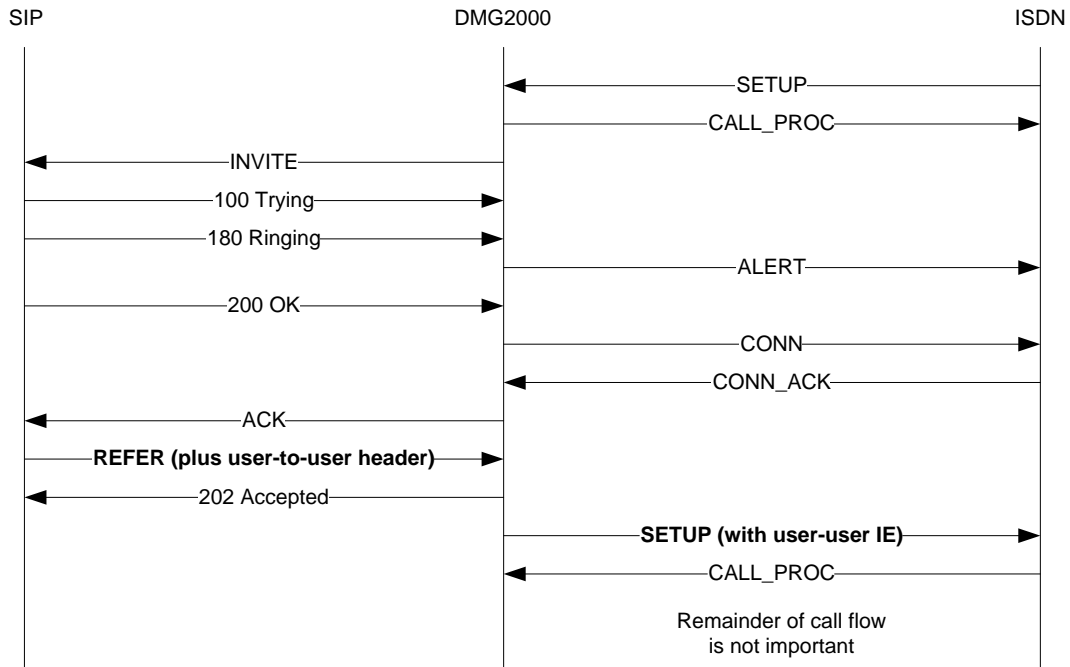 SIP
DMG2000
ISDN
SETUP
CALL_PROC
INVITE
100 Trying
180 Ringing
ALERT
200 OK
CONN
CONN_ACK
ACK
REFER (plus user-to-user header)
202 Accepted
SETUP (with user-user IE)
CALL_PROC
Remainder of call flow
is not important